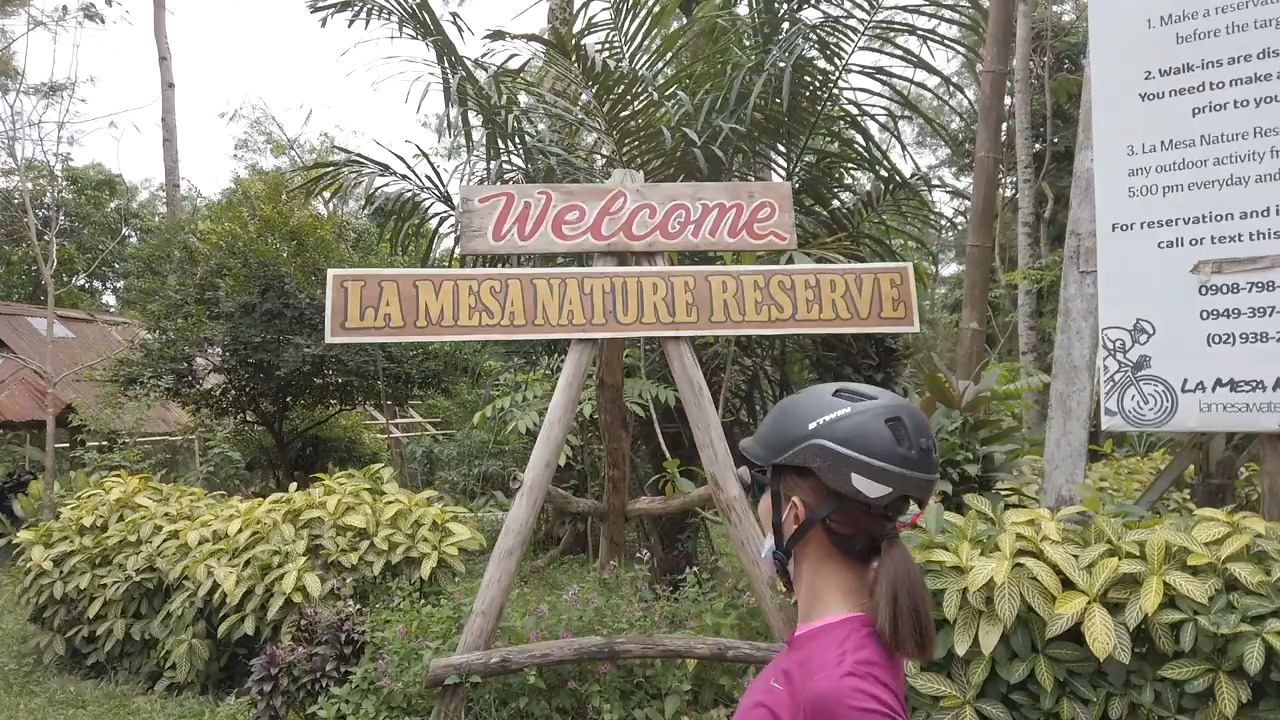 Welcome
LA MESA NATURE RESERVE
BTWIN
1. Make a reservati
before the targ
2. Walk-ins are dis
You need to make
prior to you
3. La Mesa Nature Res
any outdoor activity f
5:00 pm everyday and
For reservation and i
call or text this
0908-798-
0949-397-
(02) 938-2
LA MESA
lamesawate